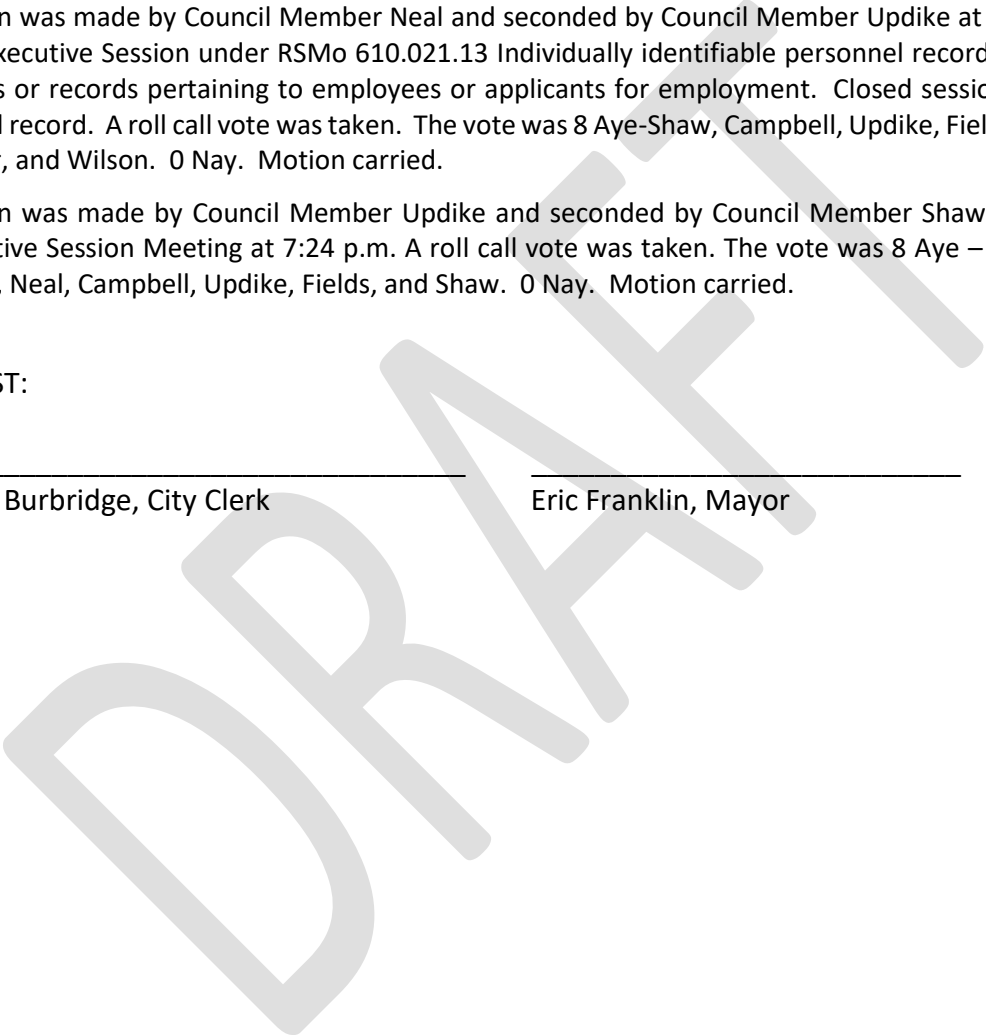 n was made by Council Member Neal and seconded by Council Member Updike at
xecutive Session under RSMo 610.021.13 Individually identifiable personnel record
s or records pertaining to employees or applicants for employment.  Closed sessio
l record.  A roll call vote was taken.  The vote was 8 Aye-Shaw, Campbell, Updike, Fiel
, and Wilson.  0 Nay.  Motion carried.
n was made by Council Member Updike and seconded by Council Member Shaw
tive Session Meeting at 7:24 p.m. A roll call vote was taken. The vote was 8 Aye –
, Neal, Campbell, Updike, Fields, and Shaw.  0 Nay.  Motion carried.
ST:
Burbridge, City Clerk
Eric Franklin, Mayor
DRAFT